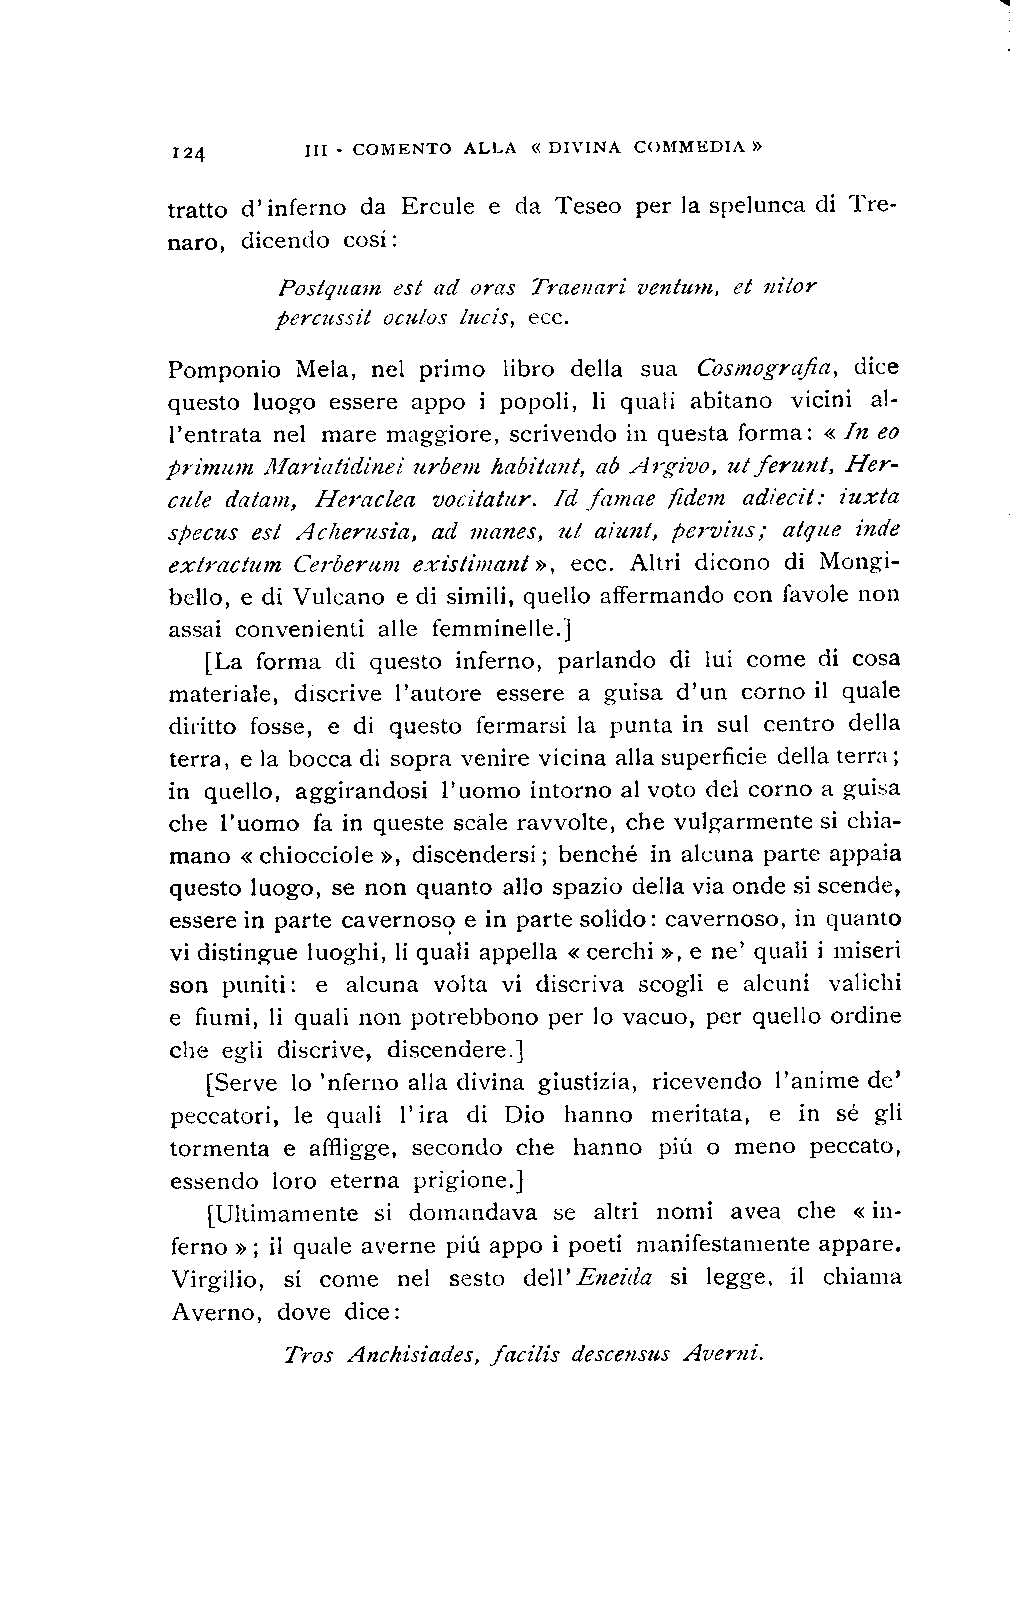 124 III - COMENTO ALLA « DIVINA COMMEDIA »
tratto d'inferno da Ercule e da Teseo per la spelunca di Tre-
naro, dicendo cosí:
Postquam est ad oras Traenari ventum, et nitor
percussit oculos lucis, ecc.
Pomponio Mela, nel primo libro della sua Cosmografia, dice
questo luogo essere appo i popoli, li quali abitano vicini al-
l'entrata nel mare maggiore, scrivendo in questa forma: « In eo
primum Mariatidinei urbem habitant, ab Argivo, ut ferunt, Her-
cule datam, Heraclea vocitatur. Id famae fidem adiecit: iuxta
specus est Acherusia, ad manes, ut aiunt, pervius; atque inde
extractum Cerberum existimant », ecc. Altri dicono di Mongi-
bello, e di Vulcano e di simili, quello affermando con favole non
assai convenienti alle femminelle.]
[La forma di questo inferno, parlando di lui come di cosa
materiale, discrive l'autore essere a guisa d'un corno il quale
diritto fosse, e di questo fermarsi la punta in sul centro della
terra, e la bocca di sopra venire vicina alla superficie della terra;
in quello, aggirandosi l'uomo intorno al voto del corno a guisa
che l'uomo fa in queste scale ravvolte, che vulgarmente si chia-
mano « chiocciole », discendersi; benché in alcuna parte appaia
questo luogo, se non quanto allo spazio della via onde si scende,
essere in parte cavernoso e in parte solido: cavernoso, in quanto
vi distingue luoghi, li quali appella « cerchi », e ne' quali i miseri
son puniti: e alcuna volta vi discriva scogli e alcuni valichi
e fiumi, li quali non potrebbono per lo vacuo, per quello ordine
che egli discrive, discendere.]
[Serve lo 'nferno alla divina giustizia, ricevendo l'anime de'
peccatori, le quali l'ira di Dio hanno meritata, e in sé gli
tormenta e affligge, secondo che hanno piú o meno peccato,
essendo loro eterna prigione.]
[Ultimamente si domandava se altri nomi avea che « in-
ferno »; il quale averne piú appo i poeti manifestamente appare.
Virgilio, sí come nel sesto dell'Eneida si legge, il chiama
Averno, dove dice:
Tros Anchisiades, facilis descensus Averni.